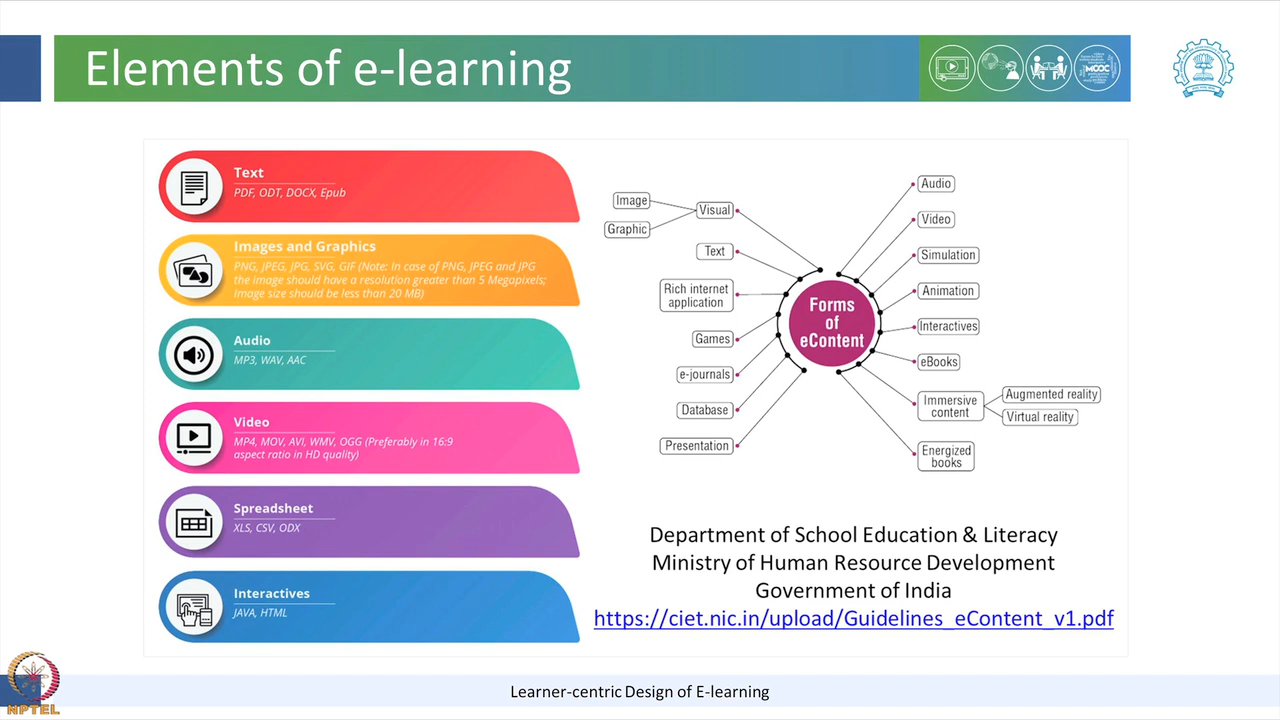 Elements of e-learning
MOOC
Text
PDF, ODT, DOCX, Epub
Images and Graphics
PNG, JPEG, JPG, SVG, GIF (Note: In case of PNG, JPEG and JPG
the image should have a resolution greater than 5 Megapixels;
Image size should be less than 20 MB)
Audio
MP3, WAV, AAC
Video
MP4, MOV, AVI, WMV, OGG (Preferably in 16:9
aspect ratio in HD quality)
Spreadsheet
XLS, CSV, ODX
Interactives
JAVA, HTML
Image
Graphic
Visual
Text
Rich internet
application
Games
e-journals
Database
Presentation
Forms
of
eContent
Audio
Video
Simulation
Animation
Interactives
eBooks
Immersive
content
Augmented reality
Virtual reality
Energized
books
Department of School Education & Literacy
Ministry of Human Resource Development
Government of India
https://ciet.nic.in/upload/Guidelines_eContent_v1.pdf
NPTEL
Learner-centric Design of E-learning